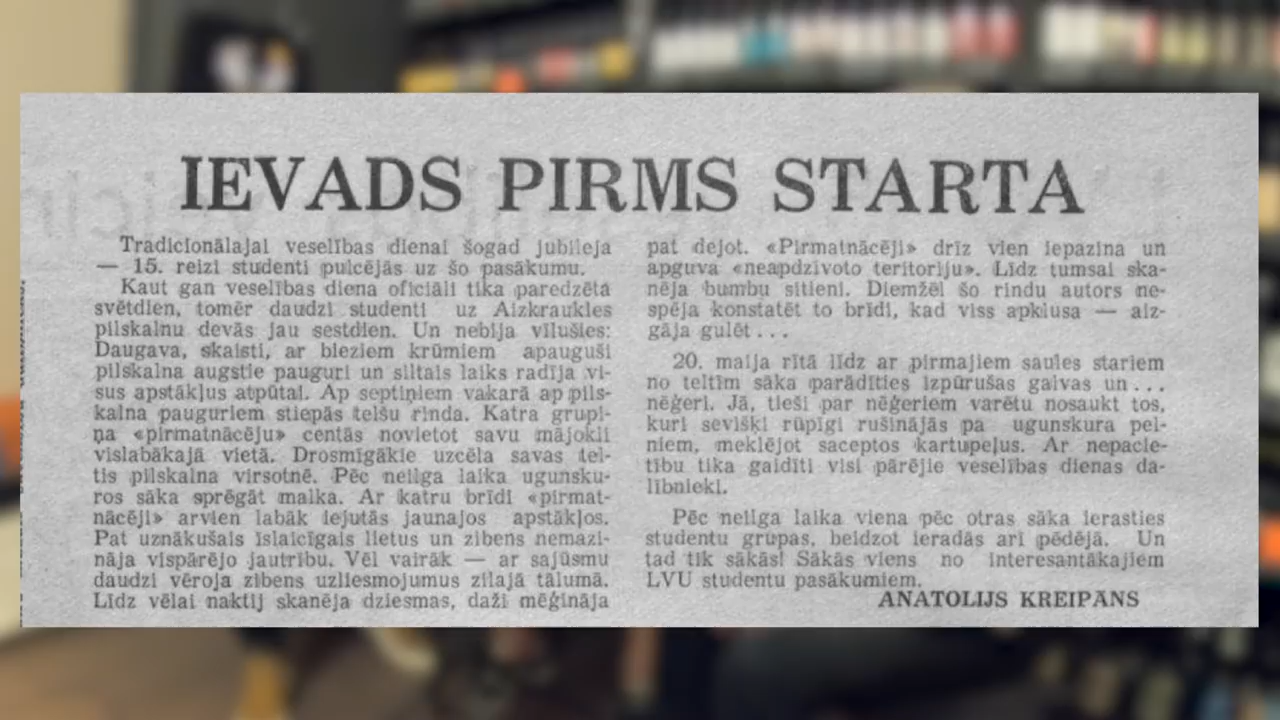 IEVADS PIRMS STARTA
Tradicionālajai veselības dienai šogad jubileja
— 15. reizi studenti pulcējās uz šo pasākumu.
Kaut gan veselības diena oficiāli tika paredzēta
svētdien, tomēr daudzi studenti uz Aizkraukles
pilskalnu devās jau sestdien. Un nebija vīlušies:
Daugava, skaisti, ar bieziem krūmiem apauguši
pilskalna augstie pauguri un siltais laiks radīja vi-
sus apstākļus atpūtai. Ap septiņiem vakarā ap pils-
kalna pauguriem stiepās telšu rinda. Katra grupi-
ņa «pirmatnācēju» centās novietot savu mājokli
vislabākajā vietā. Drosmīgākie uzcēla savas tel-
tis pilskalna virsotnē. Pēc neilga laika ugunsku-
ros sāka sprēgāt malka. Ar katru brīdi «pirmat-
nācēji» arvien labāk iejutās jaunajos apstākļos.
Pat uznākušais īslaicīgais lietus un zibens nemazi-
nāja vispārējo jautrību. Vēl vairāk — ar sajūsmu
daudzi vēroja zibens uzliesmojumus zilajā tālumā.
Līdz vēlai naktij skanēja dziesmas, daži mēģināja
pat dejot. «Pirmatnācēji» drīz vien iepazina un
apguva «neapdzīvoto teritoriju». Līdz tumsai ska-
nēja bumbu sitieni. Diemžēl šo rindu autors ne-
spēja konstatēt to brīdi, kad viss apklusa — aiz-
gāja gulēt . . .
20. maija rītā līdz ar pirmajiem saules stariem
no teltīm sāka parādīties izpūrušas galvas un . . .
nēģeri. Jā, tieši par nēģeriem varētu nosaukt tos,
kuri sevišķi rūpīgi rušinājās pa ugunskura pel-
niem, meklējot saceptos kartupeļus. Ar nepacie-
tību tika gaidīti visi pārējie veselības dienas da-
lībnieki.
Pēc neilga laika viena pēc otras sāka ierasties
studentu grupas, beidzot ieradās arī pēdējā. Un
tad tik sākās! Sākās viens no interesantākajiem
LVU studentu pasākumiem.
ANATOLIJS KREIPĀNS